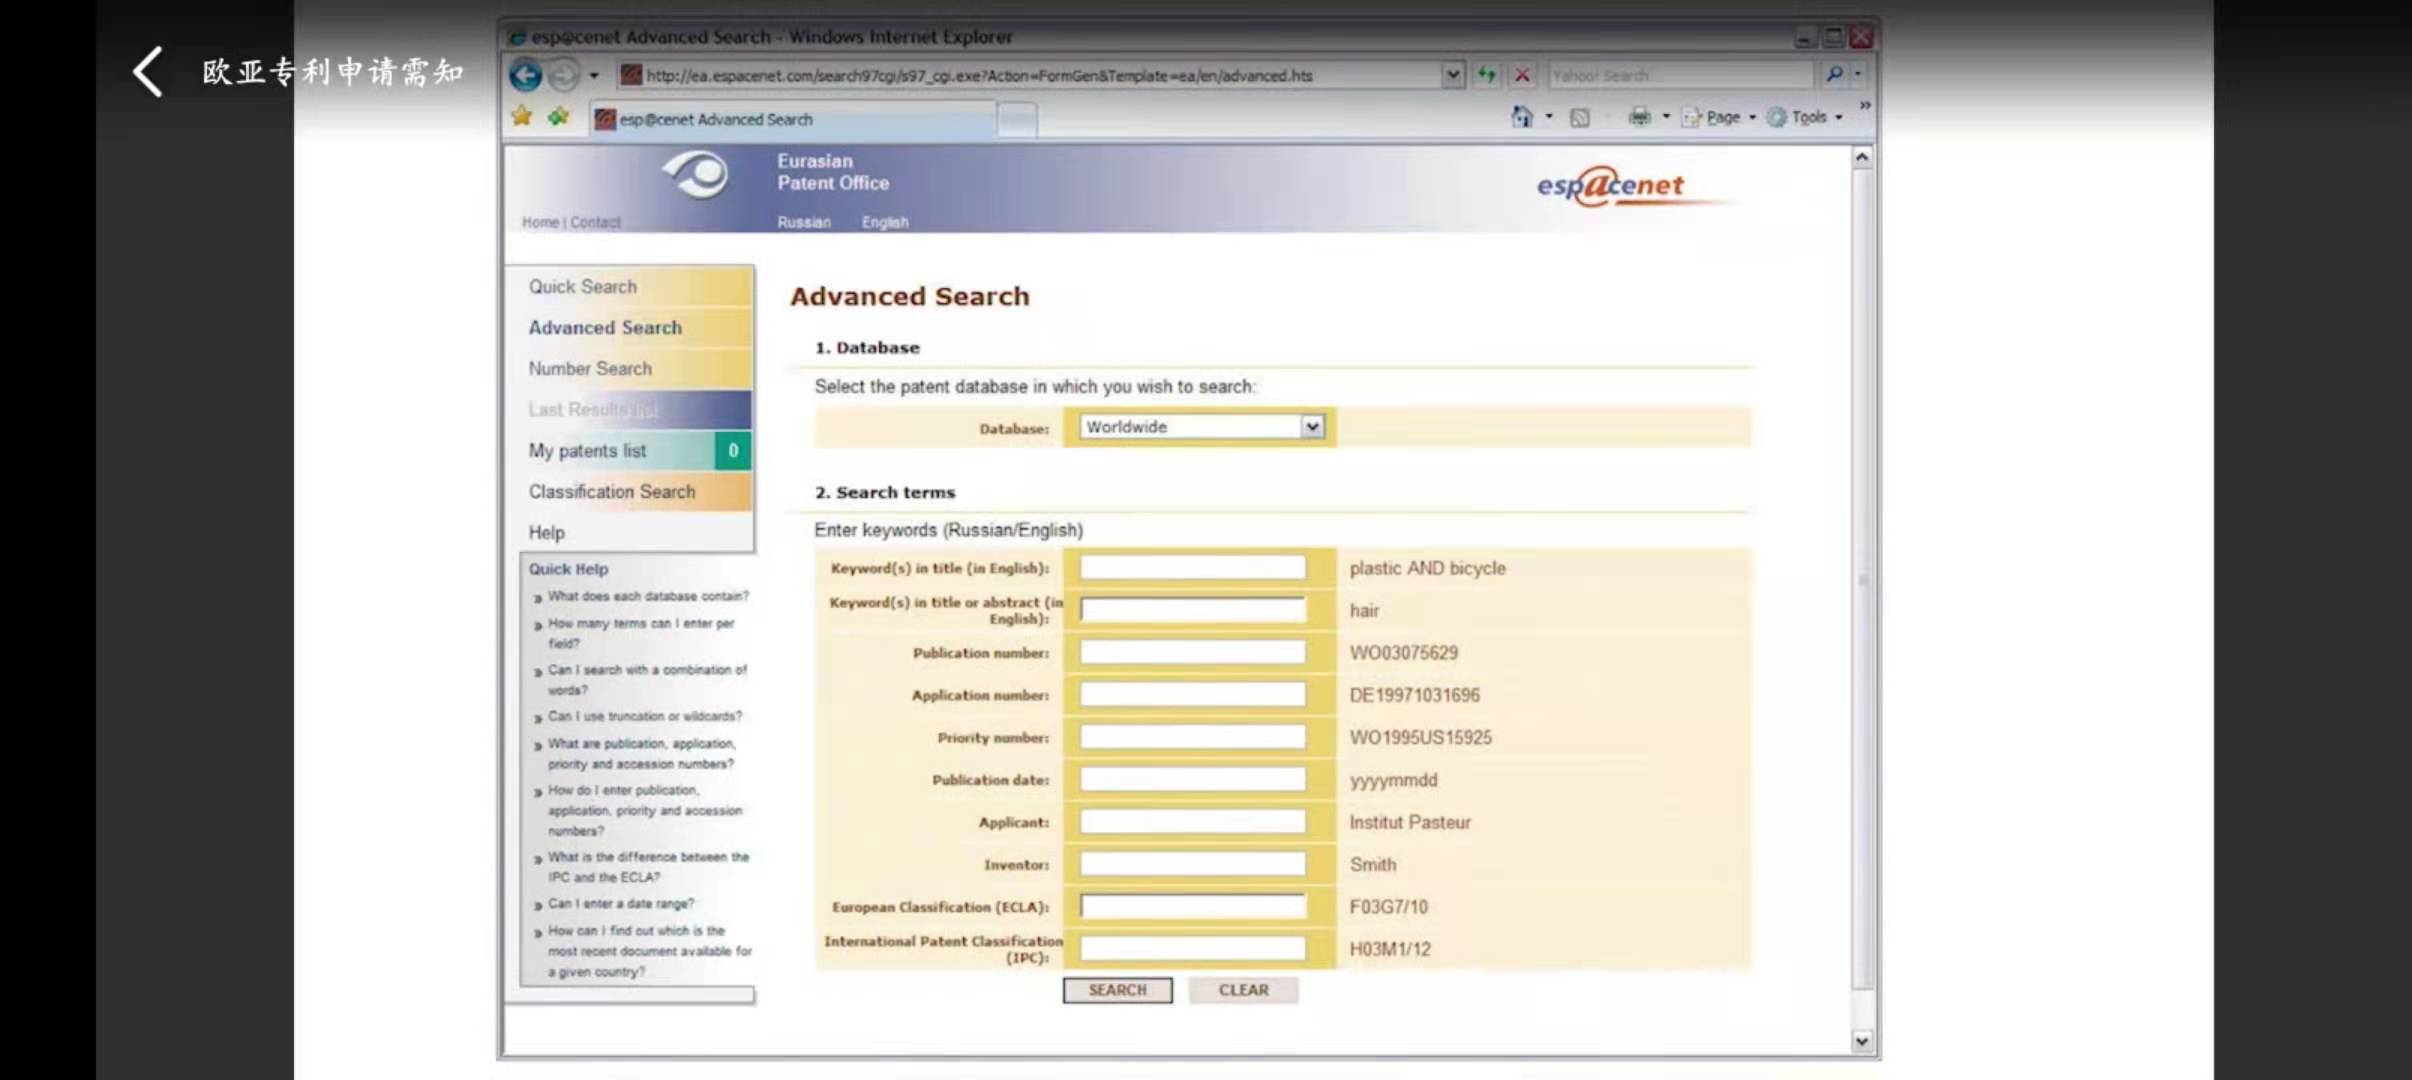 欧亚专利申请需知
esp@cenet Advanced Search - Windows Internet Explorer
http://ea.espacenet.com/search97cgi/s97_cgi.exe?Action=FormGen&Template=ea/en/advanced.hts
Yahoo! Search
esp@cenet Advanced Search
Page
Tools
Eurasian
Patent Office
esp@cenet
Home | Contact
Russian English
Quick Search
Advanced Search
Number Search
Last Results list
My patents list 0
Classification Search
Help
Quick Help
» What does each database contain?
» How many terms can I enter per
field?
» Can I search with a combination of
words?
» Can I use truncation or wildcards?
» What are publication, application,
priority and accession numbers?
» How do I enter publication,
application, priority and accession
numbers?
» What is the difference between the
IPC and the ECLA?
» Can I enter a date range?
» How can I find out which is the
most recent document available for
a given country?
Advanced Search
1. Database
Select the patent database in which you wish to search:
Database: Worldwide
2. Search terms
Enter keywords (Russian/English)
Keyword(s) in title (in English): plastic AND bicycle
Keyword(s) in title or abstract (in
English): hair
Publication number: WO03075629
Application number: DE19971031696
Priority number: WO1995US15925
Publication date: yyyymmdd
Applicant: Institut Pasteur
Inventor: Smith
European Classification (ECLA): F03G7/10
International Patent Classification
(IPC): H03M1/12
SEARCH CLEAR